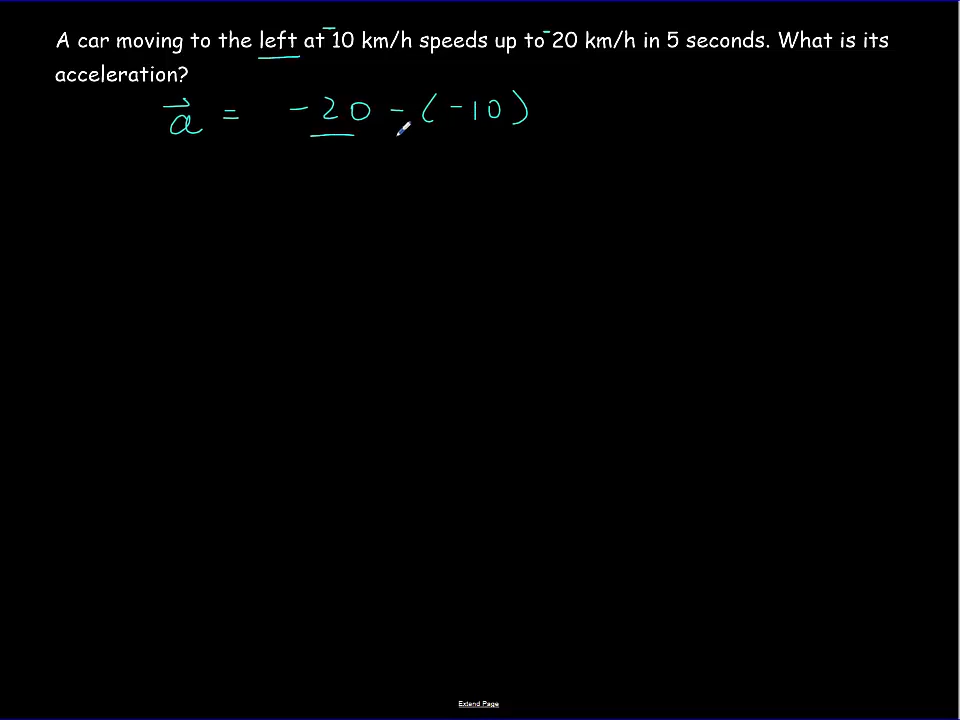 A car moving to the left at -10 km/h speeds up to -20 km/h in 5 seconds. What is its
acceleration?
a⃗ = -20 - (-10)
Extend Page